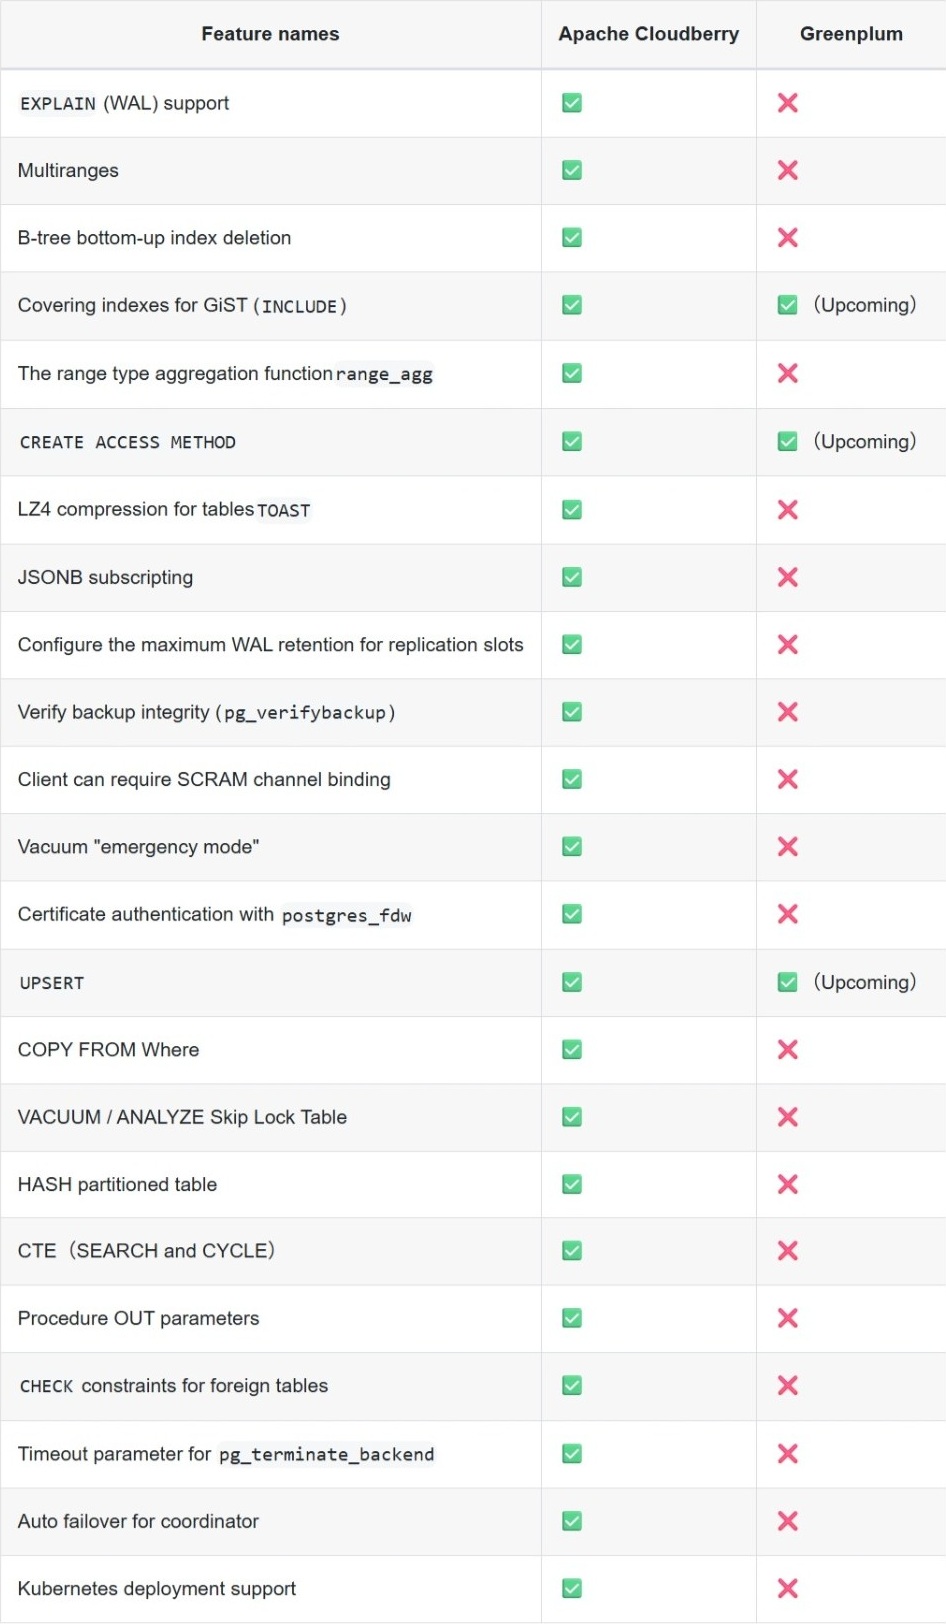 Feature names Apache Cloudberry Greenplum
EXPLAIN (WAL) support ✅ ❌
Multiranges ✅ ❌
B-tree bottom-up index deletion ✅ ❌
Covering indexes for GiST (INCLUDE) ✅ ✅ （Upcoming）
The range type aggregation function range_agg ✅ ❌
CREATE ACCESS METHOD ✅ ✅ （Upcoming）
LZ4 compression for tables TOAST ✅ ❌
JSONB subscripting ✅ ❌
Configure the maximum WAL retention for replication slots ✅ ❌
Verify backup integrity (pg_verifybackup) ✅ ❌
Client can require SCRAM channel binding ✅ ❌
Vacuum "emergency mode" ✅ ❌
Certificate authentication with postgres_fdw ✅ ❌
UPSERT ✅ ✅ （Upcoming）
COPY FROM Where ✅ ❌
VACUUM / ANALYZE Skip Lock Table ✅ ❌
HASH partitioned table ✅ ❌
CTE（SEARCH and CYCLE） ✅ ❌
Procedure OUT parameters ✅ ❌
CHECK constraints for foreign tables ✅ ❌
Timeout parameter for pg_terminate_backend ✅ ❌
Auto failover for coordinator ✅ ❌
Kubernetes deployment support ✅ ❌